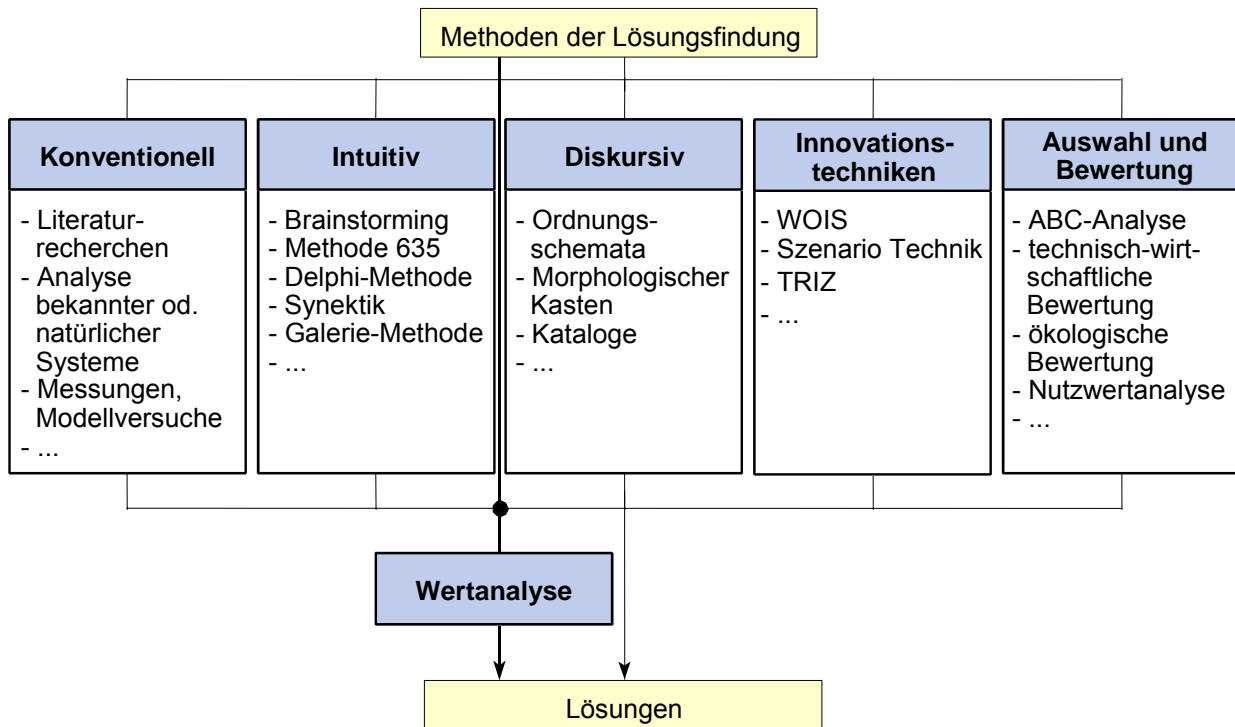 Methoden der Lösungsfindung
Konventionell
- Literatur-
recherchen
- Analyse
bekannter od.
natürlicher
Systeme
- Messungen,
Modellversuche
- ...
Intuitiv
- Brainstorming
- Methode 635
- Delphi-Methode
- Synektik
- Galerie-Methode
- ...
Diskursiv
- Ordnungs-
schemata
- Morphologischer
Kasten
- Kataloge
- ...
Innovations-
techniken
- WOIS
- Szenario Technik
- TRIZ
- ...
Auswahl und
Bewertung
- ABC-Analyse
- technisch-wirt-
schaftliche
Bewertung
- ökologische
Bewertung
- Nutzwertanalyse
- ...
Wertanalyse
Lösungen